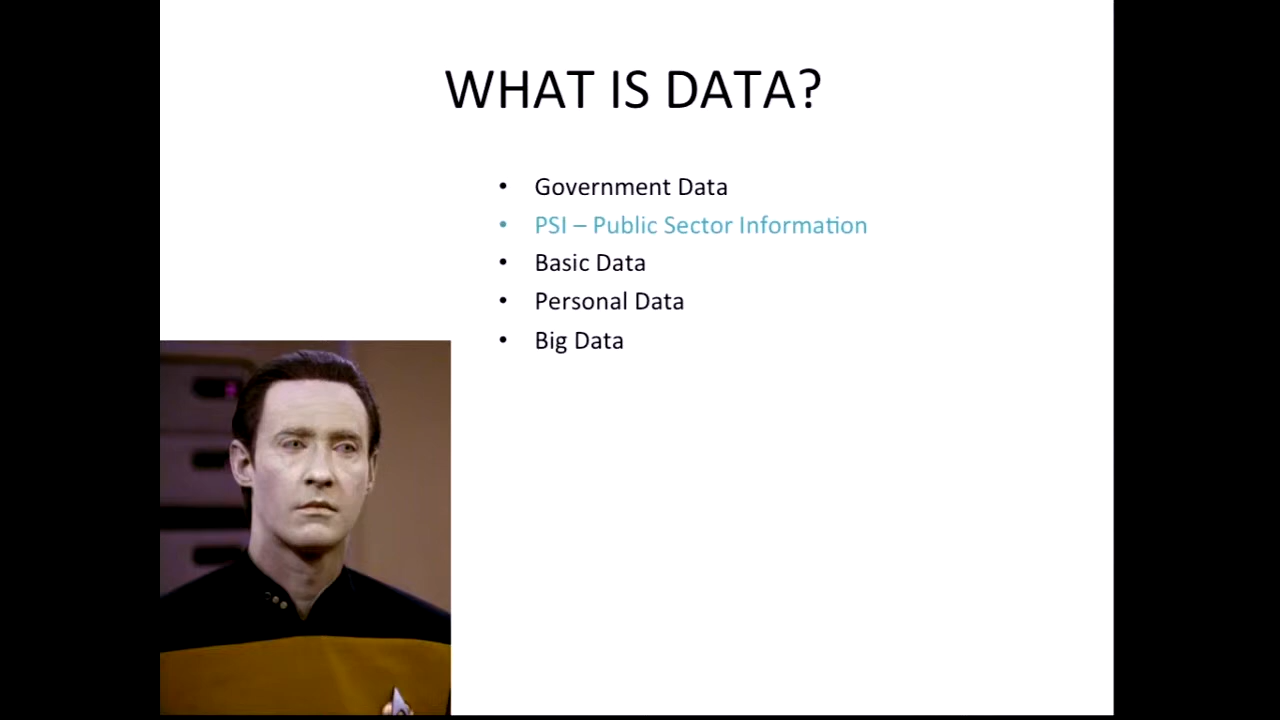 WHAT IS DATA?
• Government Data
• PSI – Public Sector Information
• Basic Data
• Personal Data
• Big Data